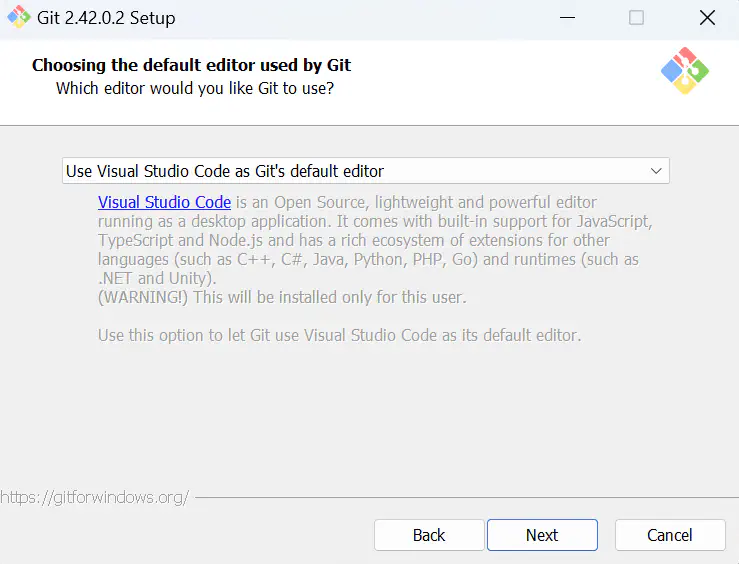 Git 2.42.0.2 Setup
Choosing the default editor used by Git
Which editor would you like Git to use?
Use Visual Studio Code as Git's default editor
Visual Studio Code is an Open Source, lightweight and powerful editor
running as a desktop application. It comes with built-in support for JavaScript,
TypeScript and Node.js and has a rich ecosystem of extensions for other
languages (such as C++, C#, Java, Python, PHP, Go) and runtimes (such as
.NET and Unity).
(WARNING!) This will be installed only for this user.
Use this option to let Git use Visual Studio Code as its default editor.
https://gitforwindows.org/
Back Next Cancel